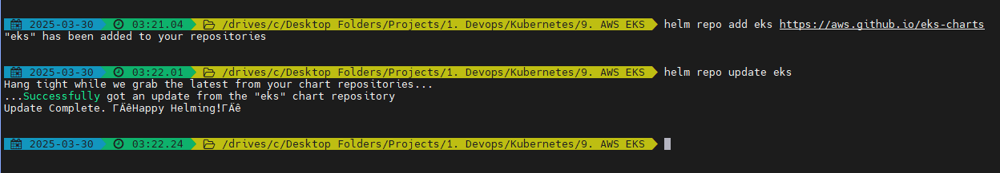 2025-03-30 03:21.04 /drives/c/Desktop Folders/Projects/1. Devops/Kubernetes/9. AWS EKS helm repo add eks https://aws.github.io/eks-charts
"eks" has been added to your repositories
2025-03-30 03:22.01 /drives/c/Desktop Folders/Projects/1. Devops/Kubernetes/9. AWS EKS helm repo update eks
Hang tight while we grab the latest from your chart repositories...
...Successfully got an update from the "eks" chart repository
Update Complete. ΓÄêHappy Helming!ΓÄê
2025-03-30 03:22.24 /drives/c/Desktop Folders/Projects/1. Devops/Kubernetes/9. AWS EKS